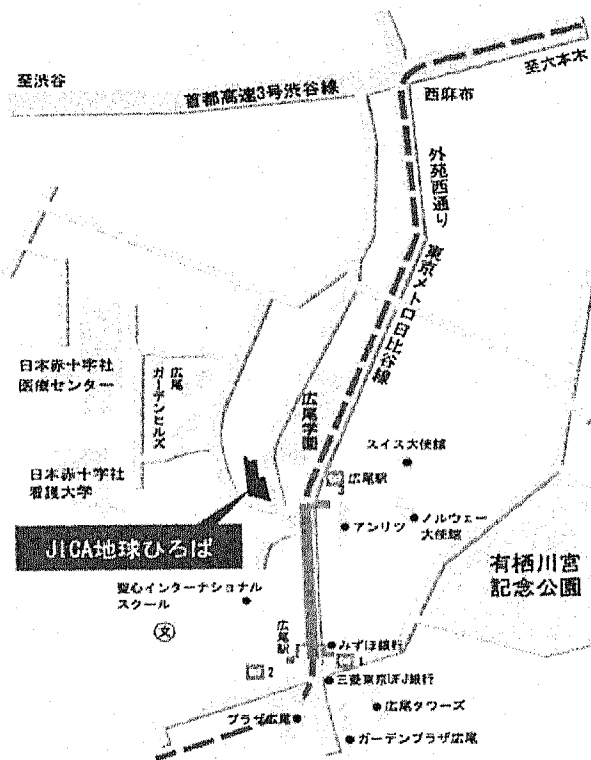 至渋谷
首都高速3号渋谷線
至六本木
西麻布
外苑西通り
東京メトロ日比谷線
日本赤十字社
医療センター
広尾
ガーデンヒルズ
広尾学園
スイス大使館
日本赤十字社
看護大学
広尾駅
3
アンリツ
ノルウェー
大使館
JICA地球ひろば
有栖川宮
記念公園
聖心インターナショナル
スクール
文
広尾駅
みずほ銀行
1
2
三菱東京UFJ銀行
プラザ広尾
広尾タワーズ
ガーデンプラザ広尾